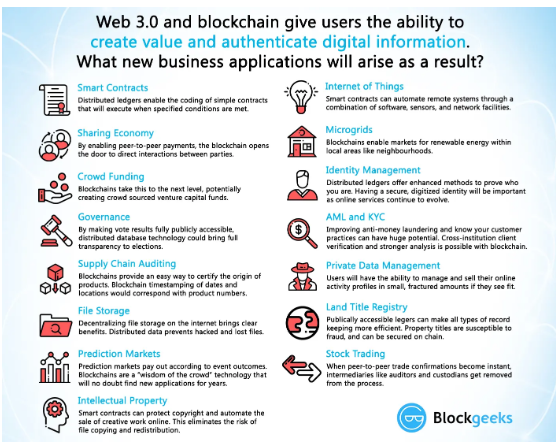 Web 3.0 and blockchain give users the ability to
create value and authenticate digital information.
What new business applications will arise as a result?
Smart Contracts
Distributed ledgers enable the coding of simple contracts
that will execute when specified conditions are met.
Sharing Economy
By enabling peer-to-peer payments, the blockchain opens
the door to direct interactions between parties.
Crowd Funding
Blockchains take this to the next level, potentially
creating crowd sourced venture capital funds.
Governance
By making vote results fully publicly accessible,
distributed database technology could bring full
transparency to elections.
Supply Chain Auditing
Blockchains provide an easy way to certify the origin of
products. Blockchain timestamping of dates and
locations would correspond with product numbers.
File Storage
Decentralizing file storage on the internet brings clear
benefits. Distributed data prevents hacked and lost files.
Prediction Markets
Prediction markets pay out according to event outcomes.
Blockchains are a "wisdom of the crowd" technology that
will no doubt find new applications for years.
Intellectual Property
Smart contracts can protect copyright and automate the
sale of creative work online. This eliminates the risk of
file copying and redistribution.
Internet of Things
Smart contracts can automate remote systems through a
combination of software, sensors, and network facilities.
Microgrids
Blockchains enable markets for renewable energy within
local areas like neighbourhoods.
Identity Management
Distributed ledgers offer enhanced methods to prove who
you are. Having a secure, digitized identity will be important
as online services continue to evolve.
AML and KYC
Improving anti-money laundering and know your customer
practices can have huge potential. Cross-institution client
verification and stronger analysis is possible with blockchain.
Private Data Management
Users will have the ability to manage and sell their online
activity profiles in small, fractured amounts if they see fit.
Land Title Registry
Publically accessible legers can make all types of record
keeping more efficient. Property titles are susceptible to
fraud, and can be secured on chain.
Stock Trading
When peer-to-peer trade confirmations become instant,
intermediaries like auditors and custodians get removed
from the process.
Blockgeeks